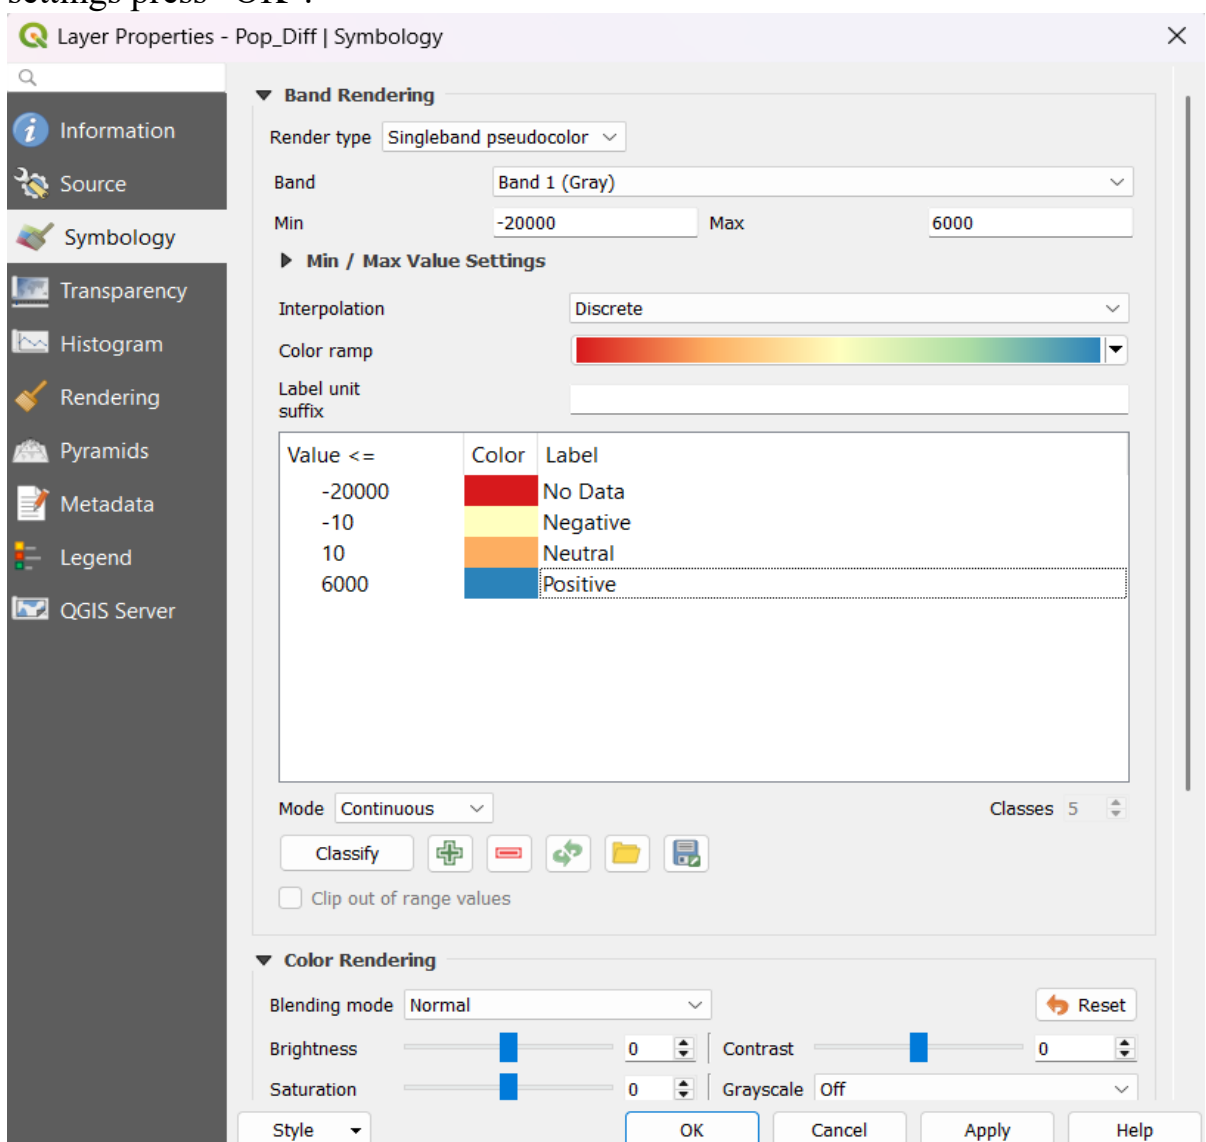 settings press "OK".
Layer Properties - Pop_Diff | Symbology
Information
Source
Symbology
Transparency
Histogram
Rendering
Pyramids
Metadata
Legend
QGIS Server
Band Rendering
Render type Singleband pseudocolor
Band Band 1 (Gray)
Min -20000 Max 6000
Min / Max Value Settings
Interpolation Discrete
Color ramp
Label unit
suffix
Value <= Color Label
-20000 No Data
-10 Negative
10 Neutral
6000 Positive
Mode Continuous Classes 5
Classify
Clip out of range values
Color Rendering
Blending mode Normal Reset
Brightness 0 Contrast 0
Saturation 0 Grayscale Off
Style OK Cancel Apply Help